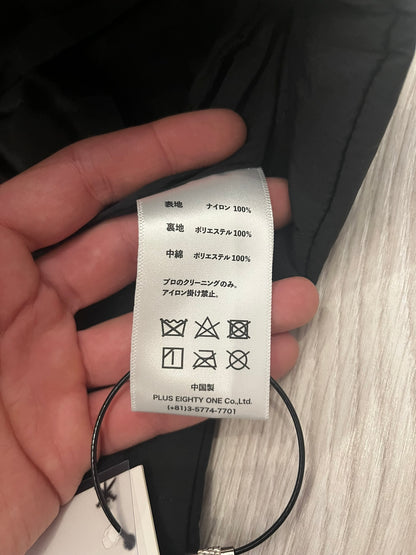 表地 ナイロン 100%
裏地 ポリエステル 100%
中綿 ポリエステル 100%
プロのクリーニングのみ。
アイロン掛け禁止。
中国製
PLUS EIGHTY ONE Co.,Ltd.
(+81)3-5774-7701